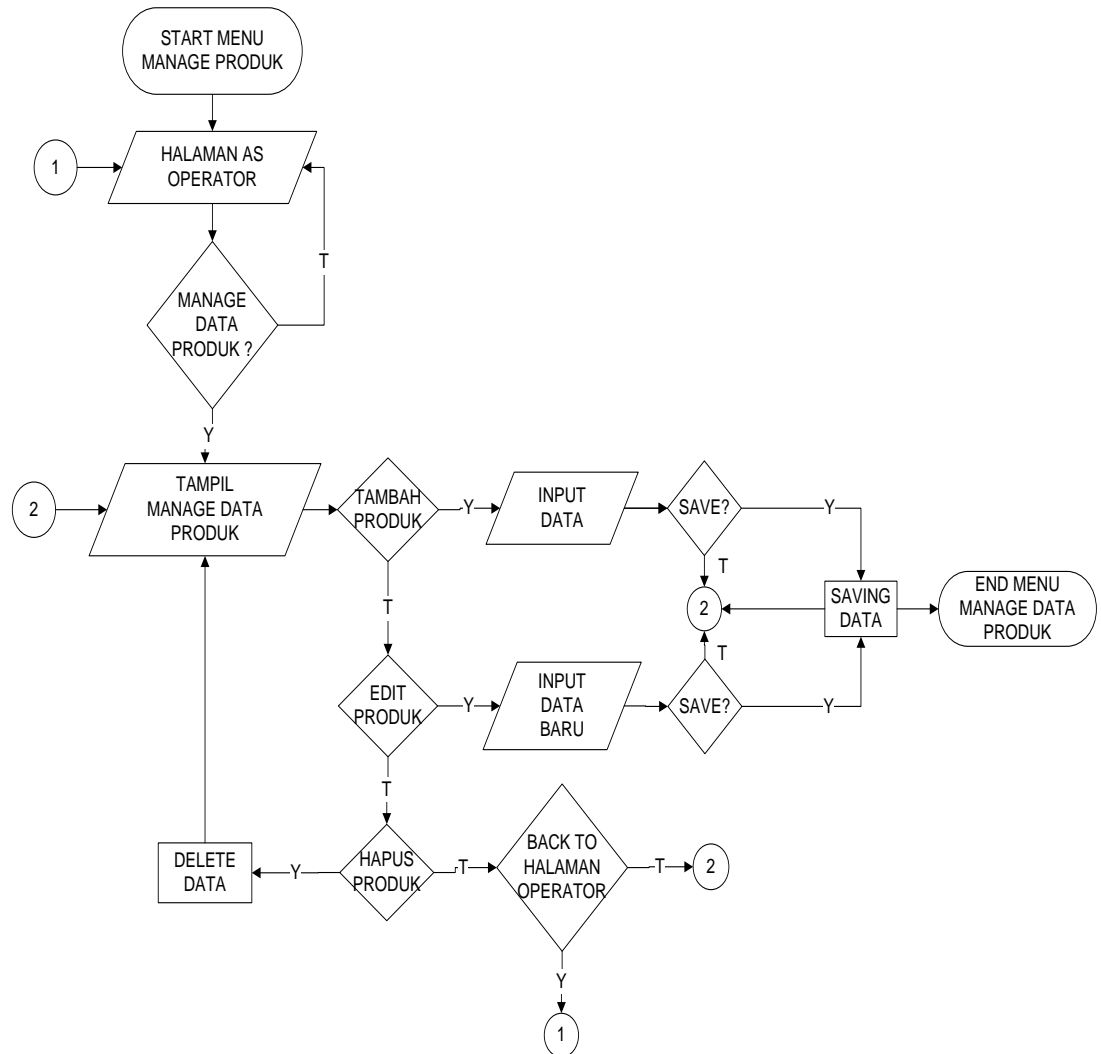 START MENU
MANAGE PRODUK
1
HALAMAN AS
OPERATOR
T
MANAGE
DATA
PRODUK ?
Y
2
TAMPIL
MANAGE DATA
PRODUK
TAMBAH
PRODUK
Y
INPUT
DATA
SAVE?
Y
T
T
2
SAVING
DATA
END MENU
MANAGE DATA
PRODUK
T
EDIT
PRODUK
Y
INPUT
DATA
BARU
SAVE?
Y
T
DELETE
DATA
Y
HAPUS
PRODUK
T
BACK TO
HALAMAN
OPERATOR
T
2
Y
1